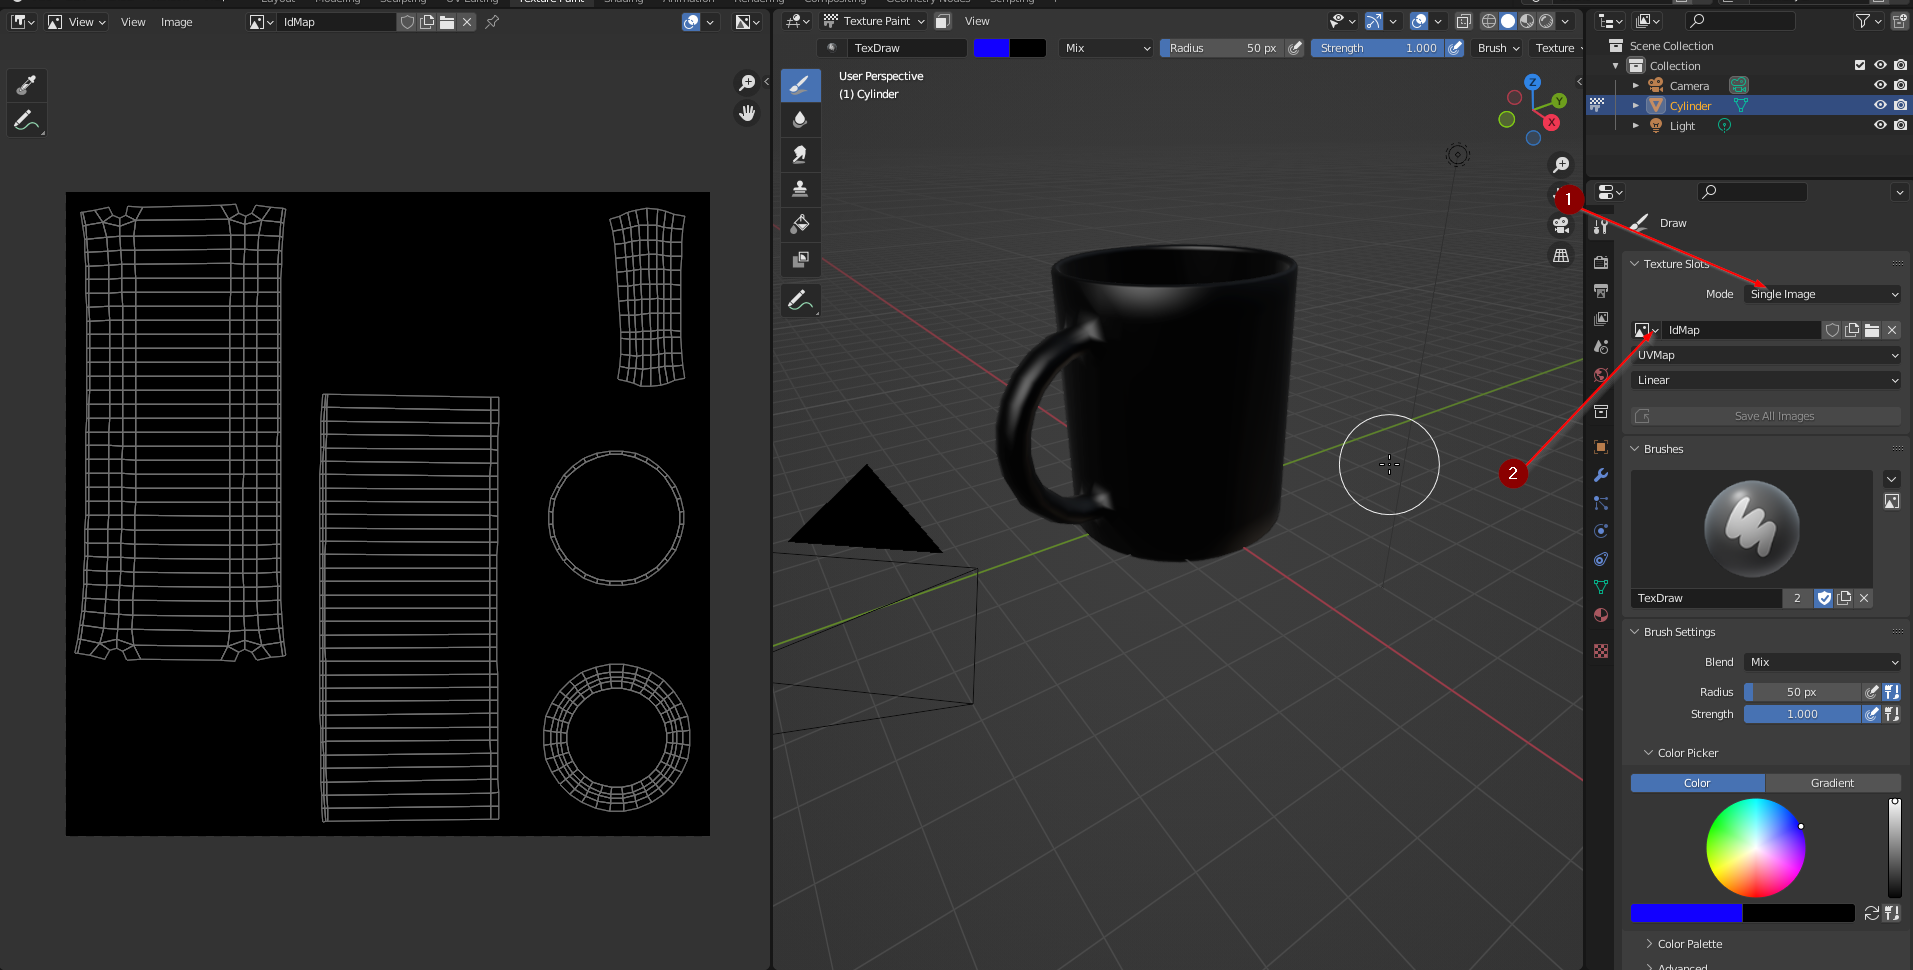 View
View
Image
IdMap
Texture Paint
View
TexDraw
Mix
Radius
50 px
Strength
1.000
Brush
Texture
User Perspective
(1) Cylinder
Z
Y
X
Scene Collection
Collection
Camera
Cylinder
Light
1
2
Draw
Texture Slots
Mode
Single Image
IdMap
UVMap
Linear
Save All Images
Brushes
TexDraw
2
Brush Settings
Blend
Mix
Radius
50 px
Strength
1.000
Color Picker
Color
Gradient
Color Palette
Advanced